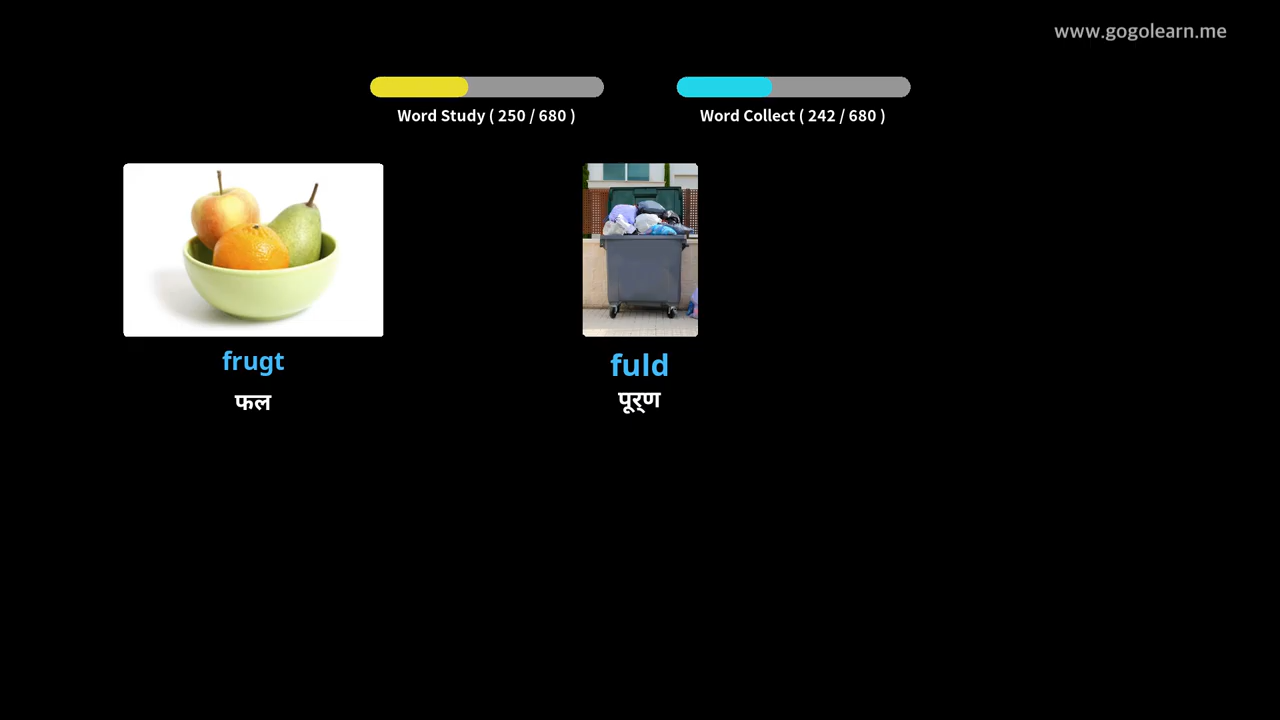 www.gogolearn.me
Word Study ( 250 / 680 )
Word Collect ( 242 / 680 )
frugt
फल
fuld
पूर्ण